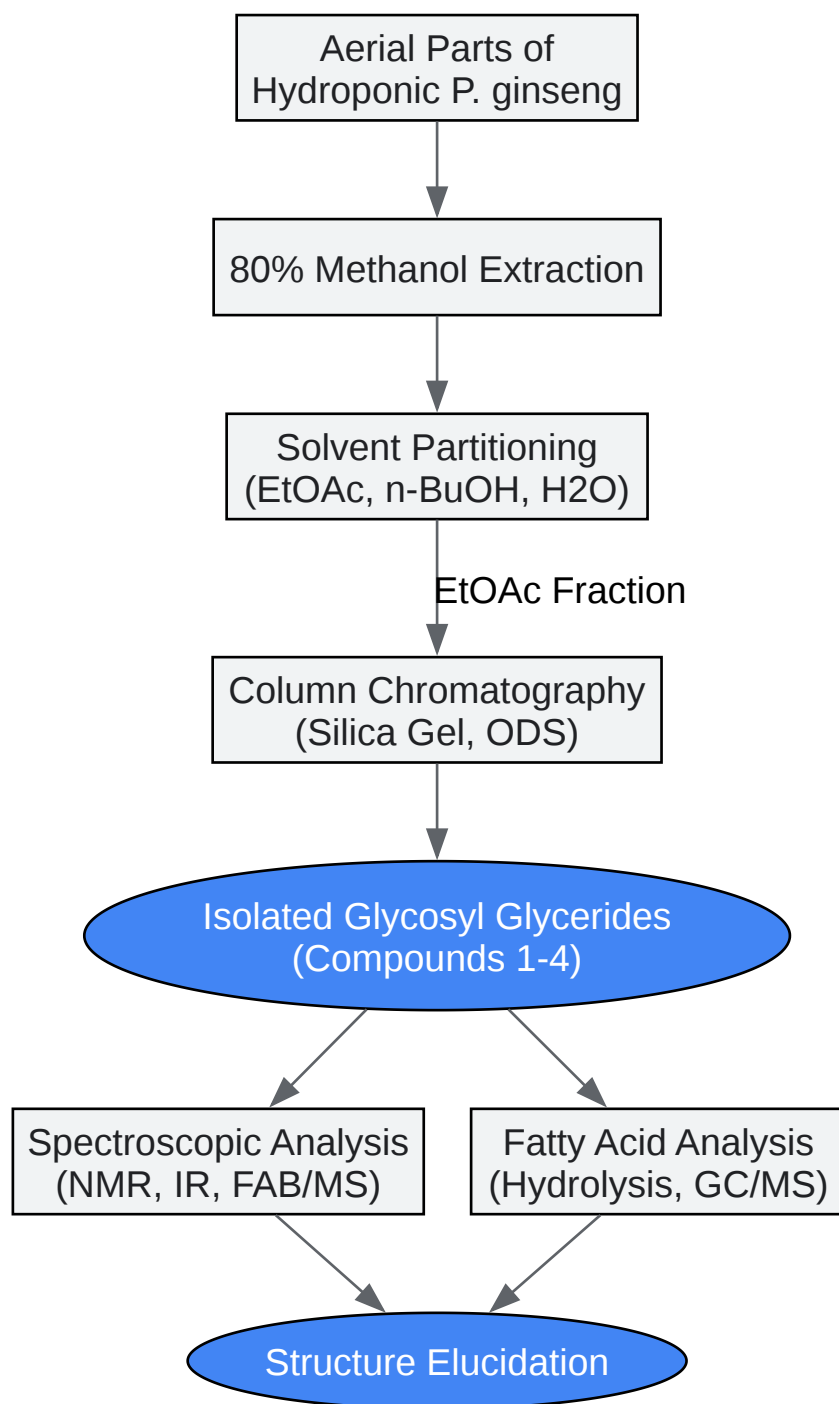 Aerial Parts of
Hydroponic P. ginseng
80% Methanol Extraction
Solvent Partitioning
(EtOAc, n-BuOH, H2O)
EtOAc Fraction
Column Chromatography
(Silica Gel, ODS)
Isolated Glycosyl Glycerides
(Compounds 1-4)
Spectroscopic Analysis
(NMR, IR, FAB/MS)
Fatty Acid Analysis
(Hydrolysis, GC/MS)
Structure Elucidation